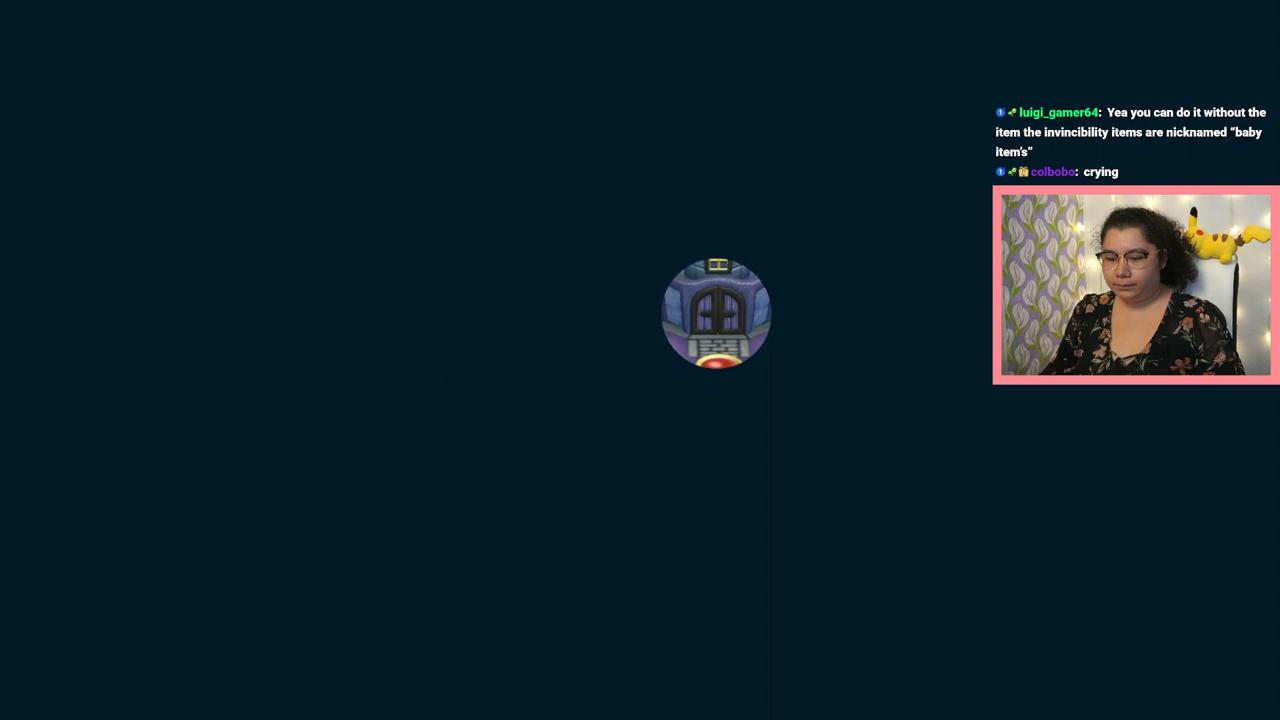 luigi_gamer64: Yea you can do it without the
item the invincibility items are nicknamed “baby
item’s”
colbobo: crying